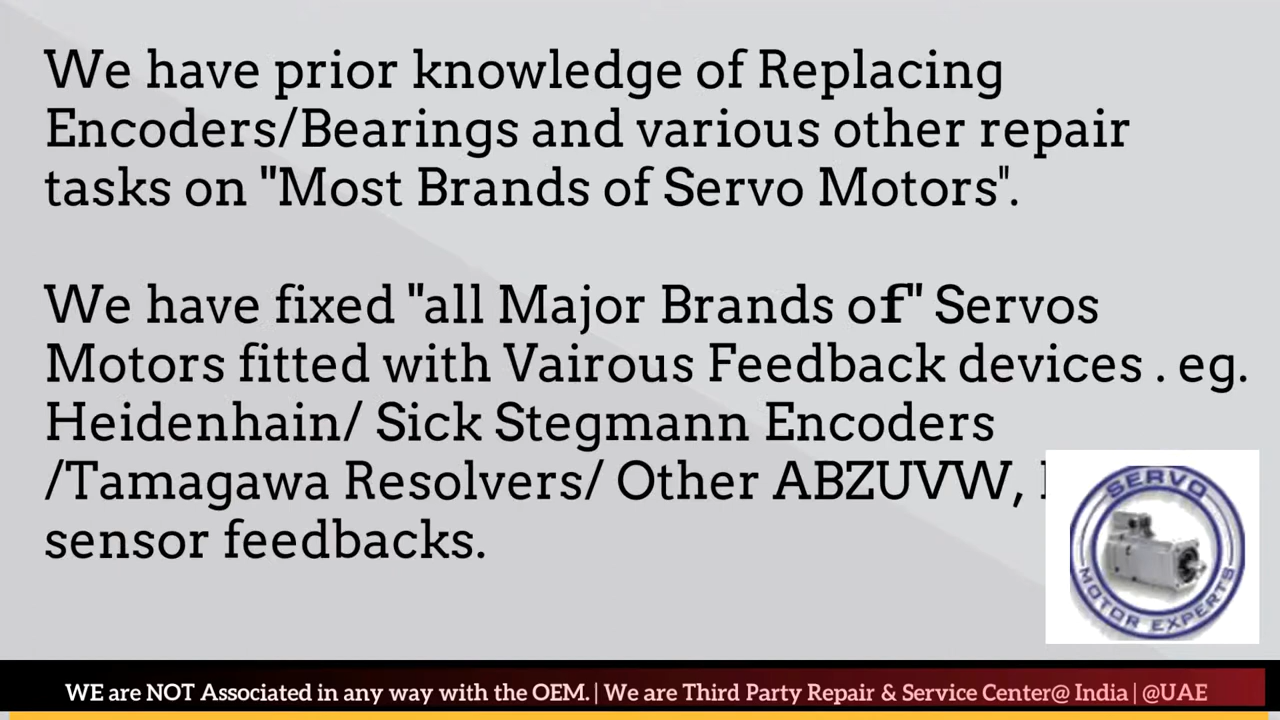 We have prior knowledge of Replacing
Encoders/Bearings and various other repair
tasks on "Most Brands of Servo Motors".
We have fixed "all Major Brands of" Servos
Motors fitted with Vairous Feedback devices . eg.
Heidenhain/ Sick Stegmann Encoders
/Tamagawa Resolvers/ Other ABZUVW,
sensor feedbacks.
SERVO
MOTOR EXPERTS
WE are NOT Associated in any way with the OEM. | We are Third Party Repair & Service Center@ India | @UAE